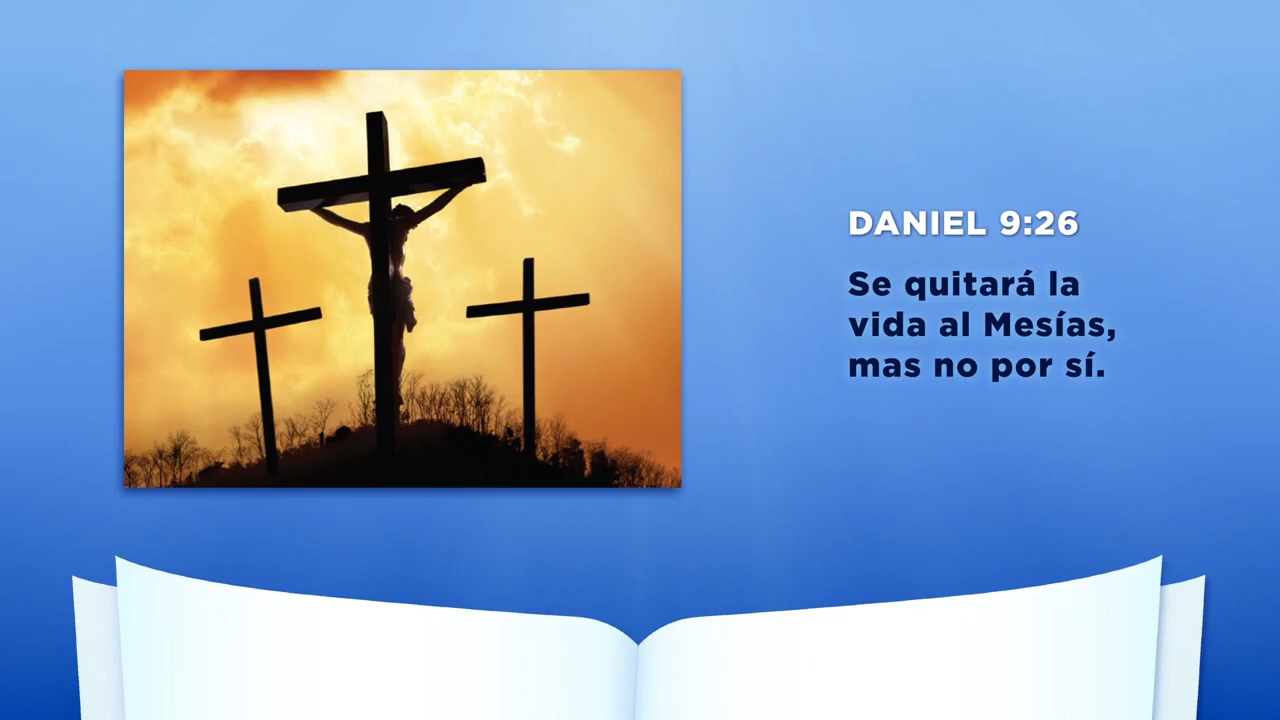 DANIEL 9:26
Se quitará la
vida al Mesías,
mas no por sí.